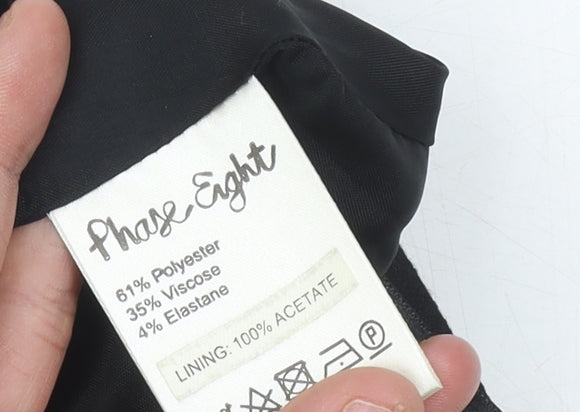 Phase Eight
61% Polyester
35% Viscose
4% Elastane
LINING: 100% ACETATE
P